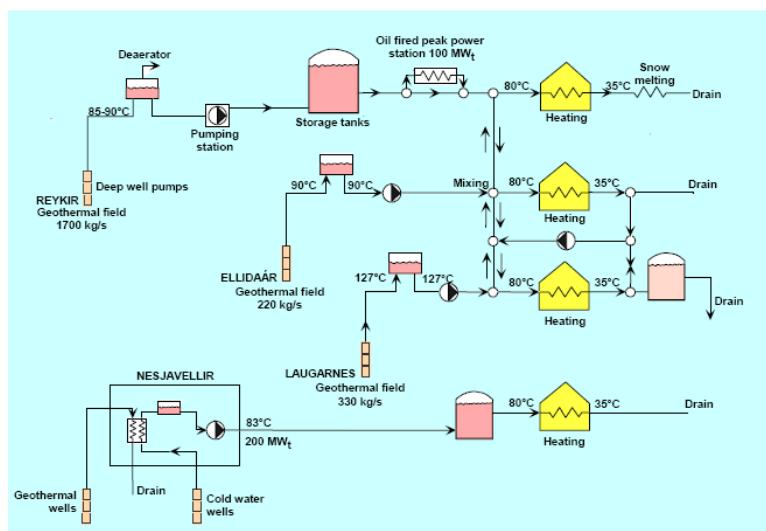 Oil fired peak power
station 100 MWt
Deaerator
Snow
melting
80°C
35°C
Drain
85-90°C
Storage tanks
Heating
Pumping
station
Deep well pumps
REYKIR
Geothermal field
1700 kg/s
90°C
90°C
Mixing
80°C
35°C
Drain
Heating
ELLIDAÁR
Geothermal field
220 kg/s
127°C
127°C
80°C
35°C
Heating
Drain
LAUGARNES
Geothermal field
330 kg/s
NESJAVELLIR
83°C
200 MWt
80°C
35°C
Drain
Heating
Geothermal
wells
Drain
Cold water
wells